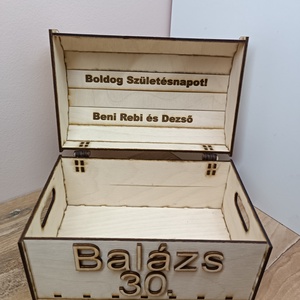 Boldog Születésnapot!
Beni Rebi és Dezső
Balázs
30.